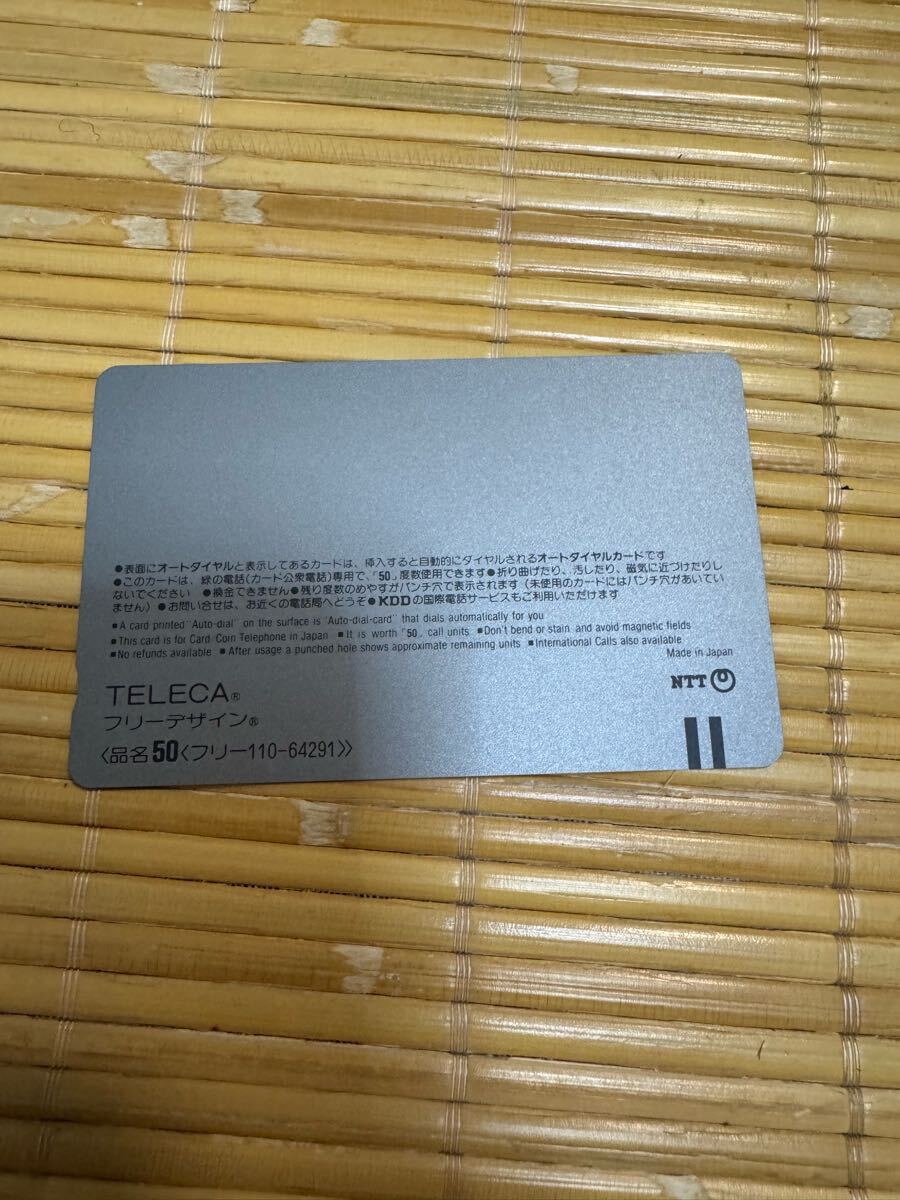 ●表面にオートダイヤルと表示してあるカードは、挿入すると自動的にダイヤルされるオートダイヤルカードです
●このカードは、緑の電話(カード公衆電話)専用で、「50」度数使用できます●折り曲げたり、汚したり、磁気に近づけたりし
ないでください ●換金できません●残り度数のめやすがパンチ穴で表示されます(未使用のカードにはパンチ穴があいてい
ません)●お問い合せは、お近くの電話局へどうぞ●KDDの国際電話サービスもご利用いただけます
■A card printed "Auto-dial" on the surface is "Auto-dial-card" that dials automatically for you
■This card is for Card/Coin Telephone in Japan ■It is worth「50」call units ■Don't bend or stain and avoid magnetic fields
■No refunds available ■After usage a punched hole shows approximate remaining units ■International Calls also available
Made in Japan
TELECA®
NTT
フリーデザイン®
〈品名50〈フリー110-64291〉〉